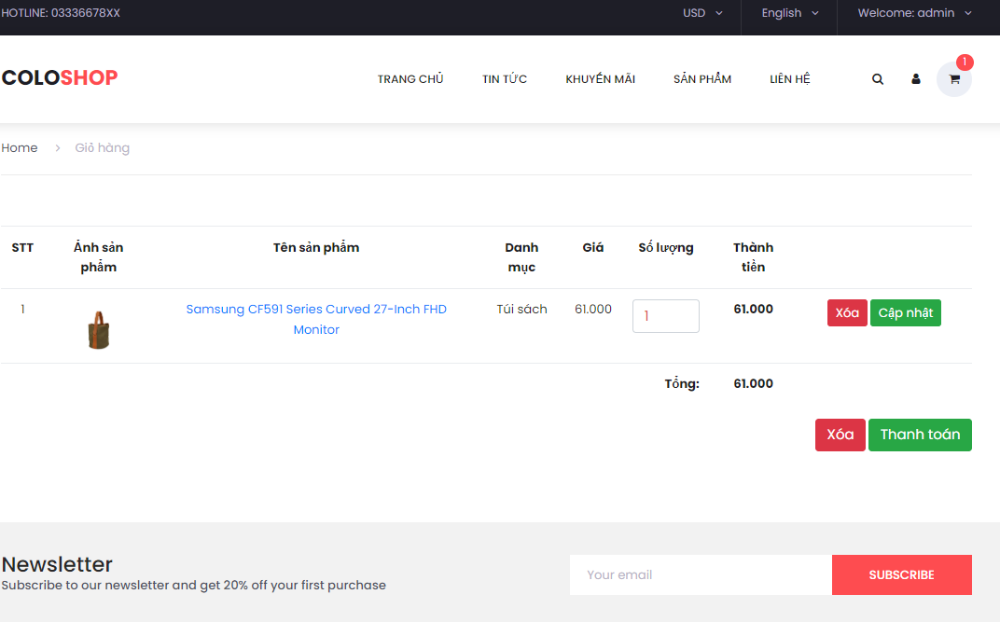 HOTLINE: 03336678XX USD English Welcome: admin
COLOSHOP TRANG CHỦ TIN TỨC KHUYẾN MÃI SẢN PHẨM LIÊN HỆ 1
Home > Giỏ hàng
STT Ảnh sản phẩm Tên sản phẩm Danh mục Giá Số lượng Thành tiền
1 Samsung CF591 Series Curved 27-Inch FHD Monitor Túi sách 61.000 1 61.000 Xóa Cập nhật
Tổng: 61.000
Xóa Thanh toán
Newsletter
Subscribe to our newsletter and get 20% off your first purchase
Your email SUBSCRIBE